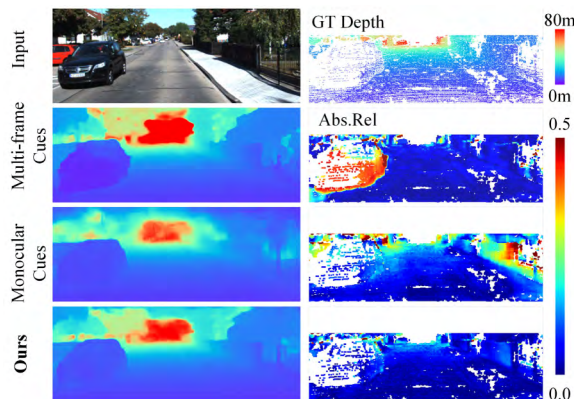 Input
GT Depth
80m
0m
Multi-frame
Cues
Abs.Rel
0.5
Monocular
Cues
Ours
0.0